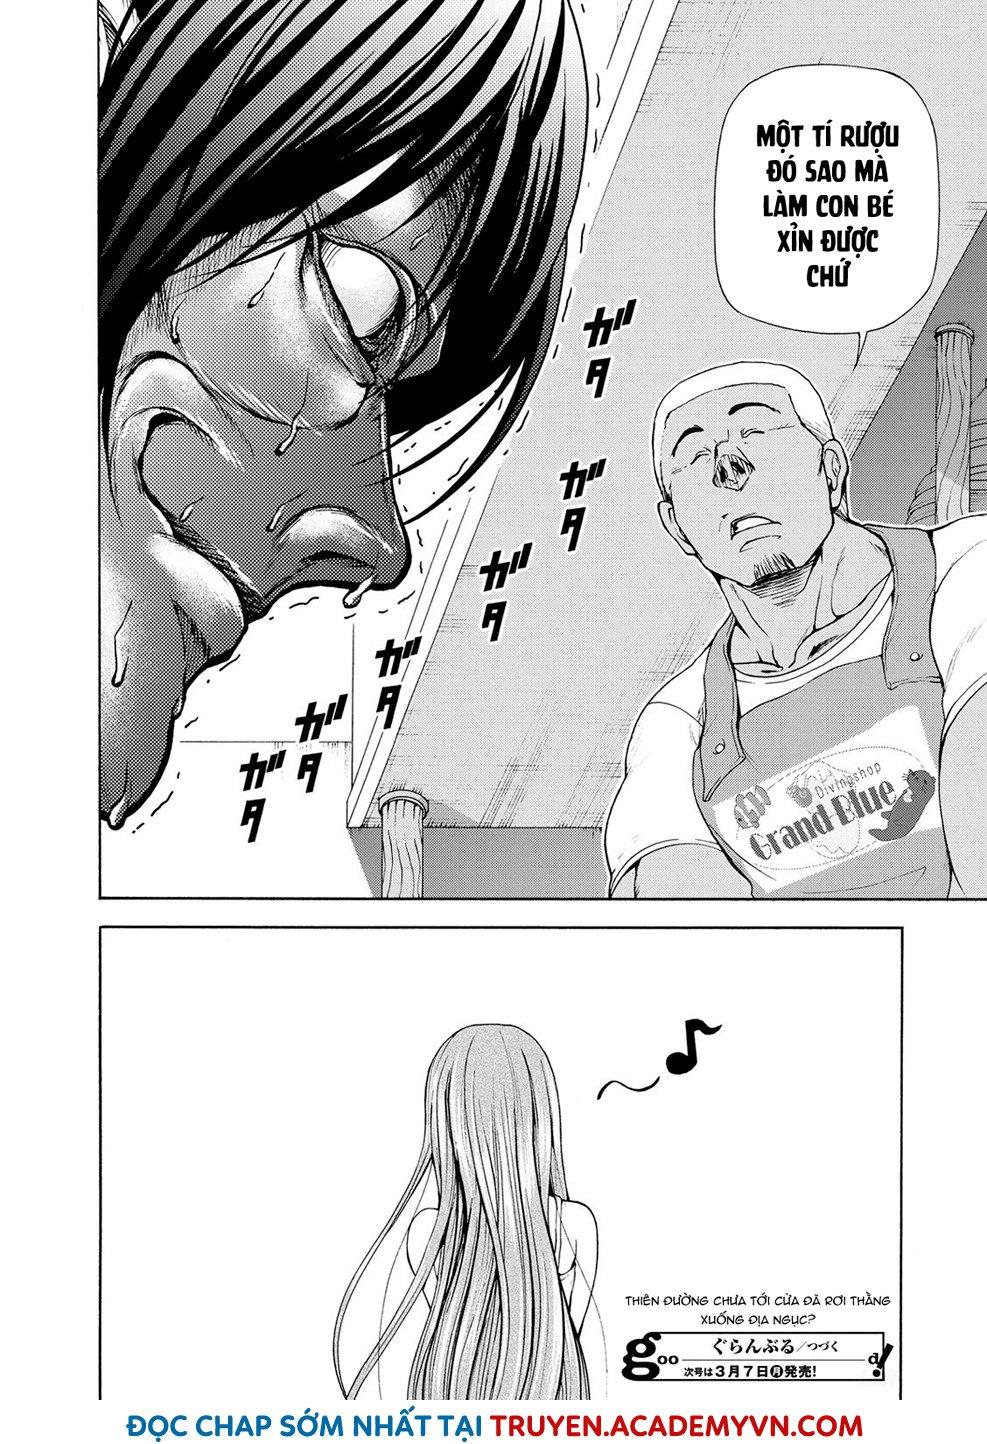 MỘT TÍ RƯỢU
ĐÓ SAO MÀ
LÀM CON BÉ
XỈN ĐƯỢC
CHỨ
ガタ
ガタ
ガタ
ガタ
ガタ
ガタ
Divingshop
Grand Blue
THIÊN ĐƯỜNG CHƯA TỚI CỬA ĐÃ RƠI THẲNG
XUỐNG ĐỊA NGỤC?
goo
ぐらんぶる／つづく
d!
次号は3月7日(月)発売!
ĐỌC CHAP SỚM NHẤT TẠI TRUYEN.ACADEMYVN.COM